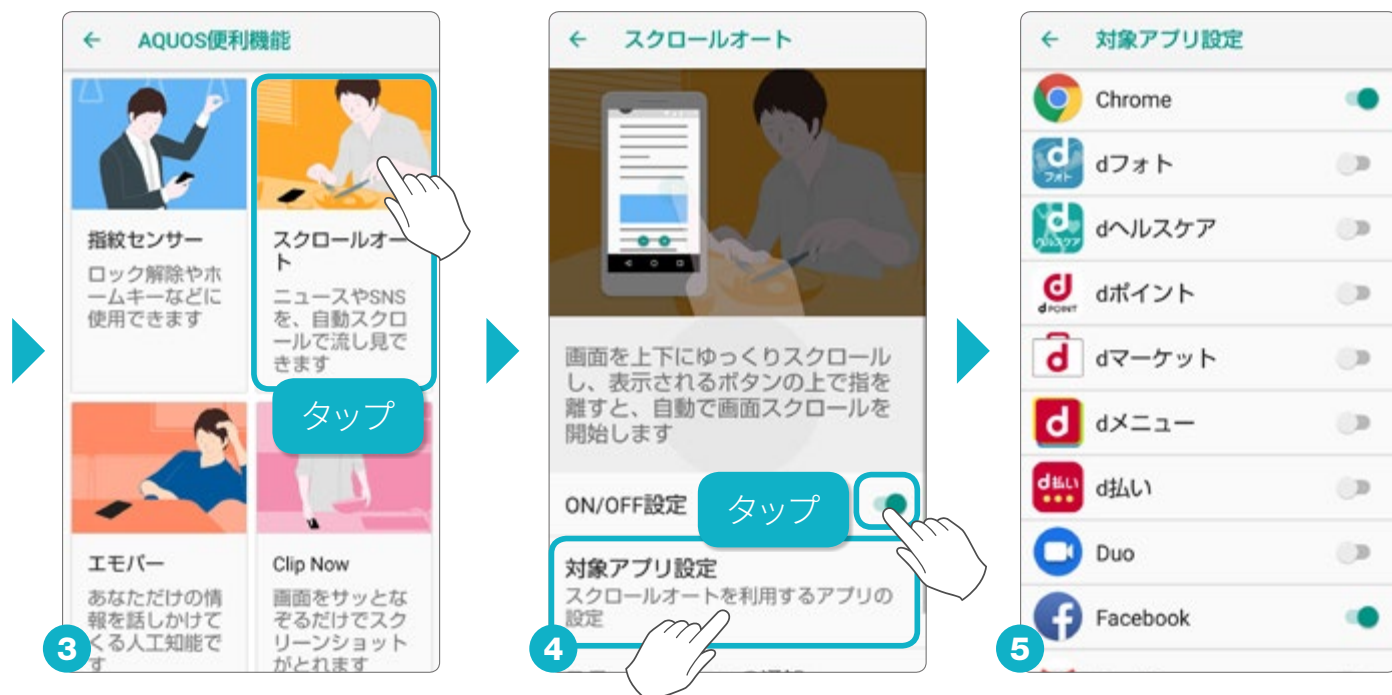 ← AQUOS便利機能
指紋センサー
ロック解除やホ
ームキーなどに
使用できます
スクロールオー
ト
ニュースやSNS
を、自動スクロ
ールで流し見で
きます
タップ
エモパー
あなただけの情
報を話しかけて
くる人工知能で
す
Clip Now
画面をサッとな
ぞるだけでスク
リーンショット
がとれます
3
← スクロールオート
画面を上下にゆっくりスクロール
し、表示されるボタンの上で指を
離すと、自動で画面スクロールを
開始します
ON/OFF設定
タップ
対象アプリ設定
スクロールオートを利用するアプリの
設定
4
← 対象アプリ設定
Chrome
d
フォト
dフォト
d
ヘルスケア
dヘルスケア
d
d POINT
dポイント
d
dマーケット
d
dメニュー
d払い
d払い
Duo
f
Facebook
5